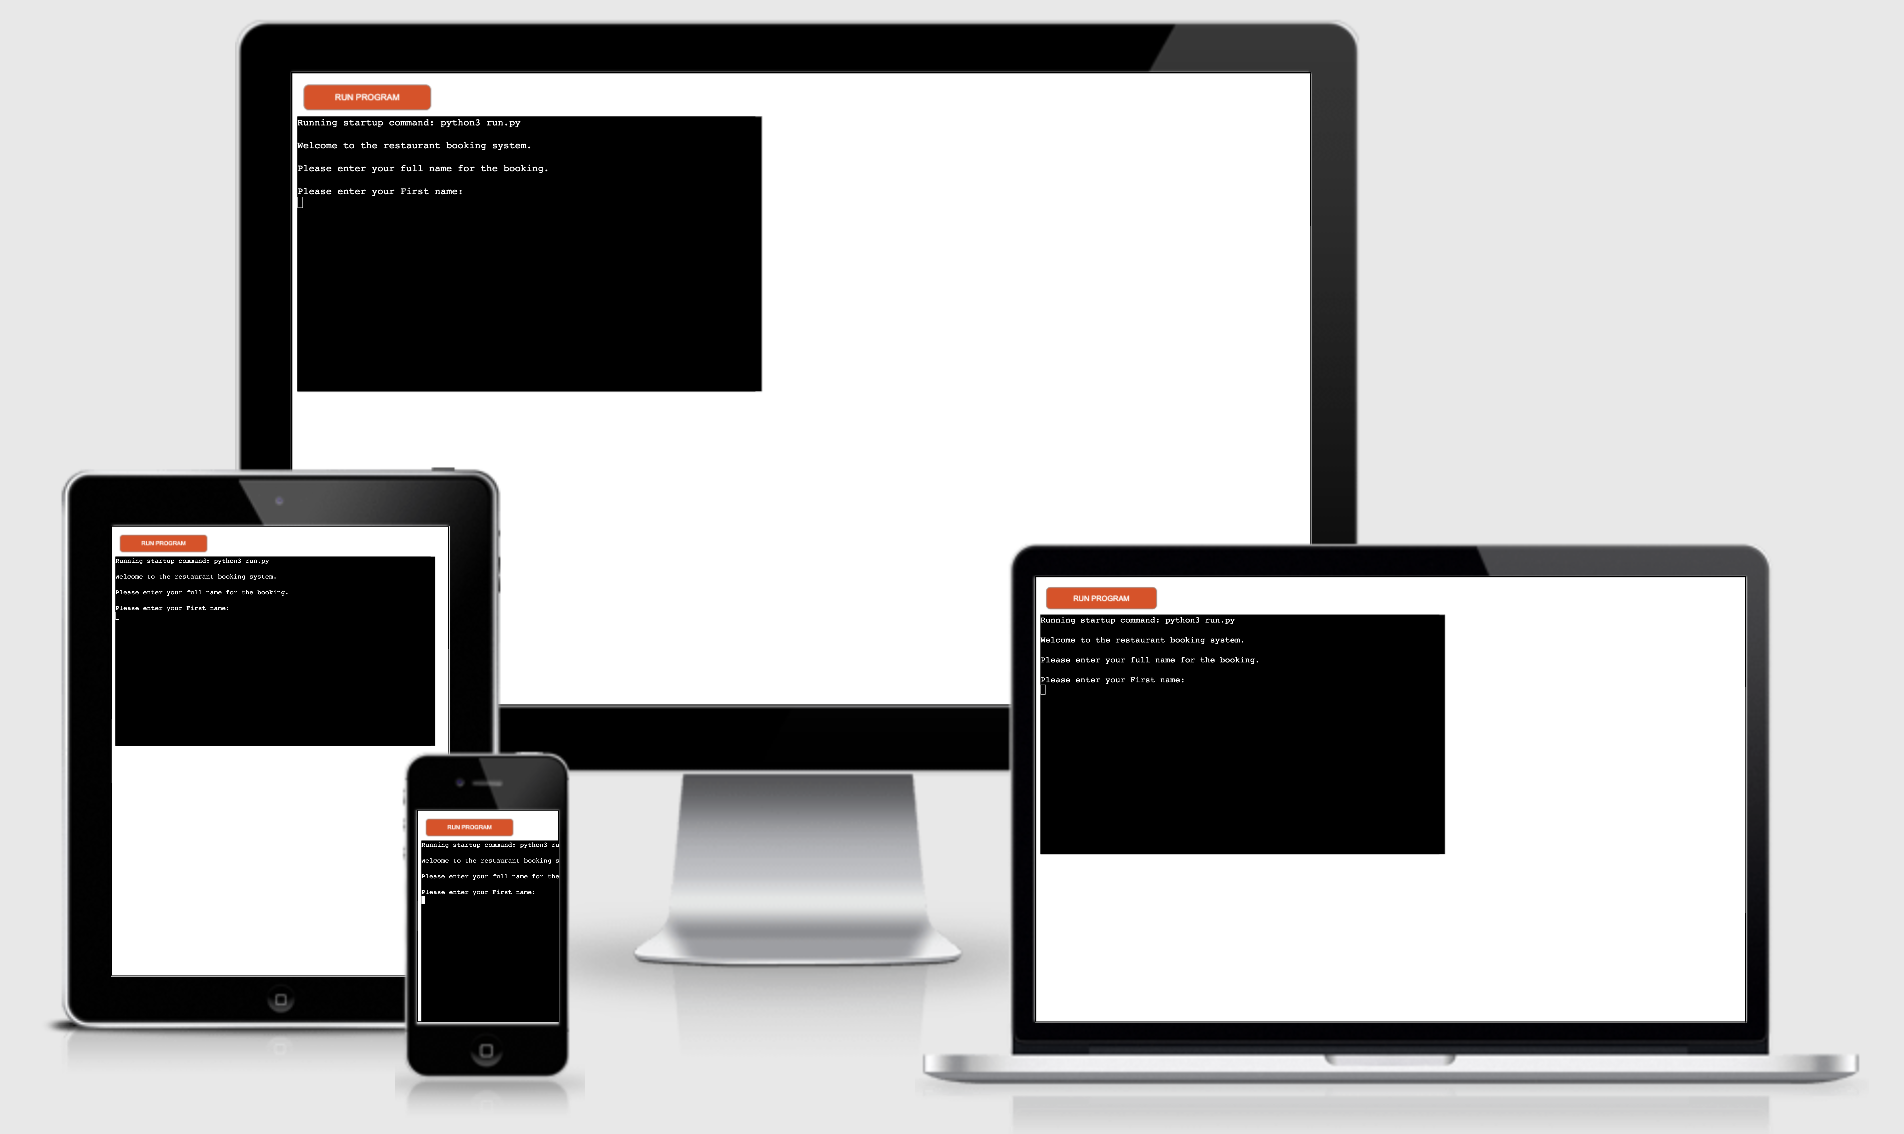 RUN PROGRAM
Running startup command: python3 run.py
Welcome to the restaurant booking system.
Please enter your full name for the booking.
Please enter your First name:
RUN PROGRAM
Running startup command: python3 run.py
Welcome to the restaurant booking system.
Please enter your full name for the booking.
Please enter your First name:
RUN PROGRAM
Running startup command: python3 run.py
Welcome to the restaurant booking system.
Please enter your full name for the booking.
Please enter your First name:
RUN PROGRAM
Running startup command: python3 ru
Welcome to the restaurant booking s
Please enter your full name for the
Please enter your First name: